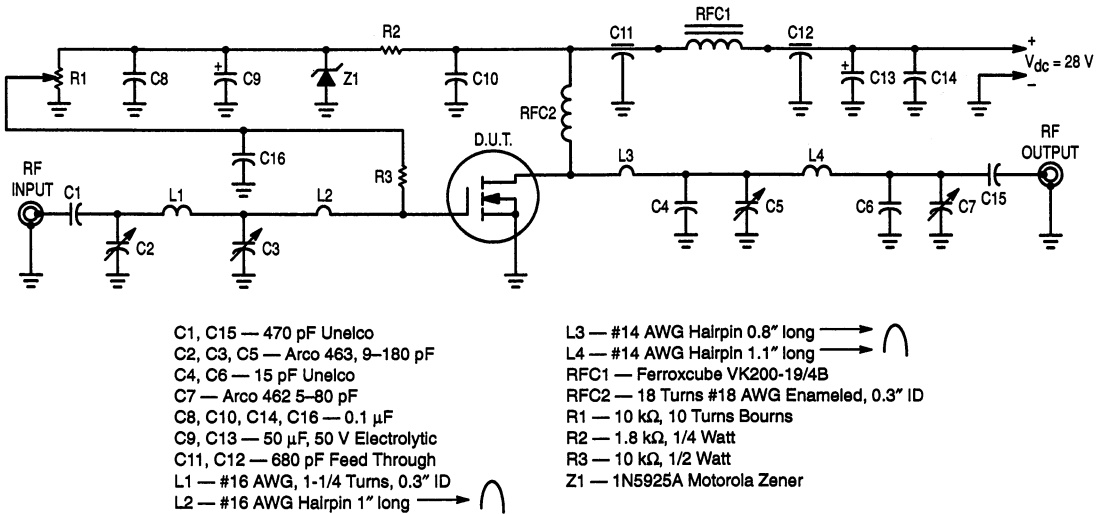 RFC1
R2
C11
C12
+
R1
C8
+
C9
Z1
C10
+
C13
C14
Vdc = 28 V
–
RFC2
D.U.T.
C16
R3
RF
INPUT
C1
L1
L2
L3
L4
RF
OUTPUT
C2
C3
C4
C5
C6
C7
C15
C1, C15 — 470 pF Unelco
C2, C3, C5 — Arco 463, 9–180 pF
C4, C6 — 15 pF Unelco
C7 — Arco 462 5–80 pF
C8, C10, C14, C16 — 0.1 µF
C9, C13 — 50 µF, 50 V Electrolytic
C11, C12 — 680 pF Feed Through
L1 — #16 AWG, 1-1/4 Turns, 0.3″ ID
L2 — #16 AWG Hairpin 1″ long
L3 — #14 AWG Hairpin 0.8″ long
L4 — #14 AWG Hairpin 1.1″ long
RFC1 — Ferroxcube VK200-19/4B
RFC2 — 18 Turns #18 AWG Enameled, 0.3″ ID
R1 — 10 kΩ, 10 Turns Bourns
R2 — 1.8 kΩ, 1/4 Watt
R3 — 10 kΩ, 1/2 Watt
Z1 — 1N5925A Motorola Zener